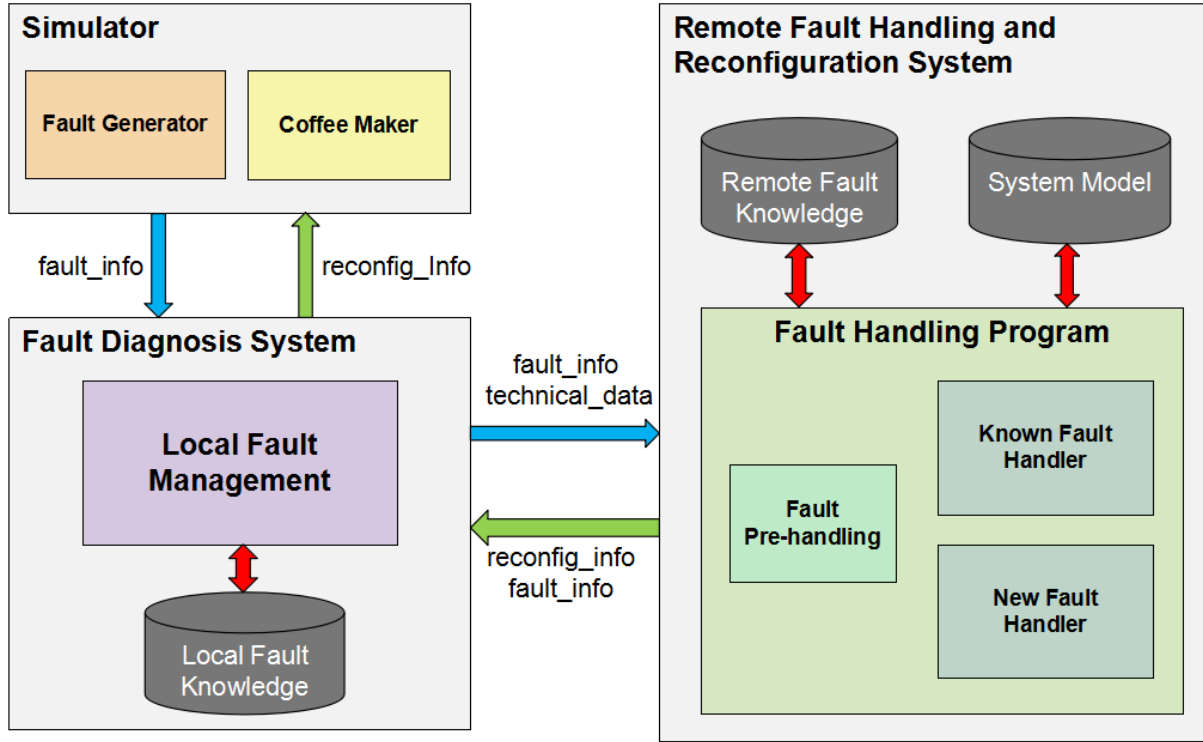 Simulator
Fault Generator
Coffee Maker
fault_info
reconfig_Info
Fault Diagnosis System
Local Fault
Management
Local Fault
Knowledge
fault_info
technical_data
reconfig_info
fault_info
Remote Fault Handling and
Reconfiguration System
Remote Fault
Knowledge
System Model
Fault Handling Program
Fault
Pre-handling
Known Fault
Handler
New Fault
Handler